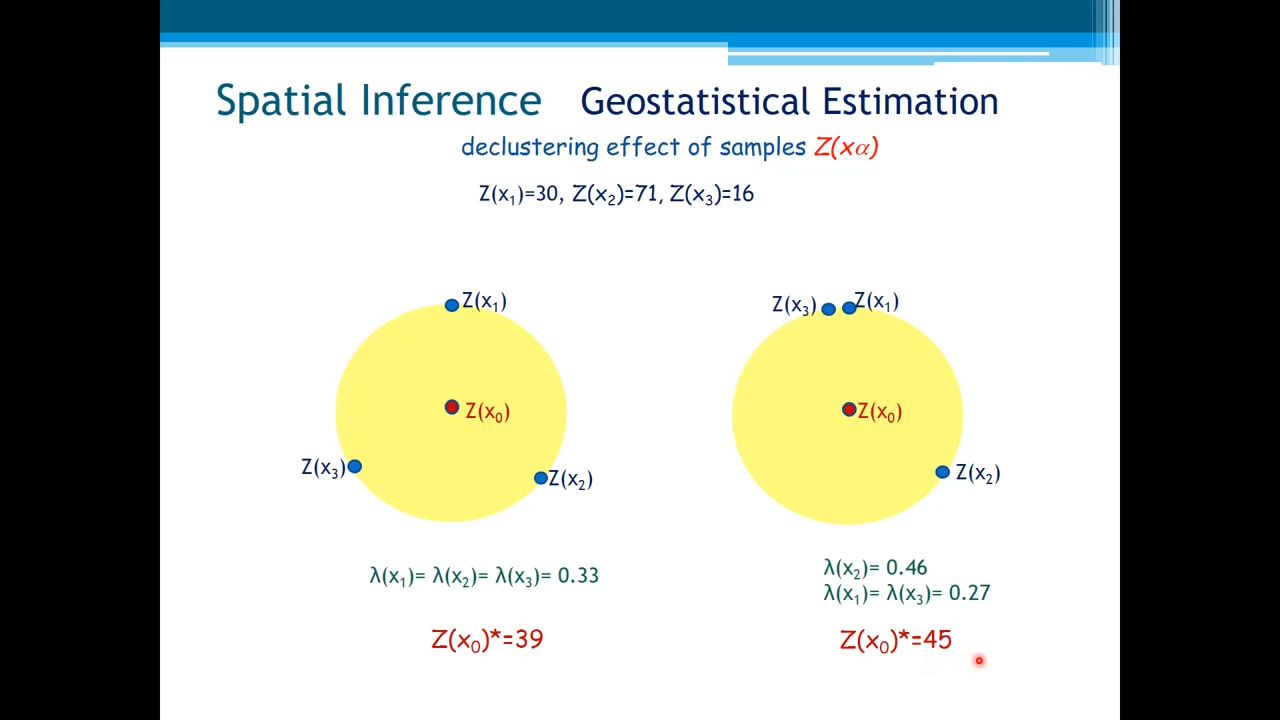 Spatial Inference Geostatistical Estimation
declustering effect of samples Z(xα)
Z(x₁)=30, Z(x₂)=71, Z(x₃)=16
Z(x₁)
Z(x₀)
Z(x₃)
Z(x₂)
λ(x₁)= λ(x₂)= λ(x₃)= 0.33
Z(x₀)*=39
Z(x₃)
Z(x₁)
Z(x₀)
Z(x₂)
λ(x₂)= 0.46
λ(x₁)= λ(x₃)= 0.27
Z(x₀)*=45